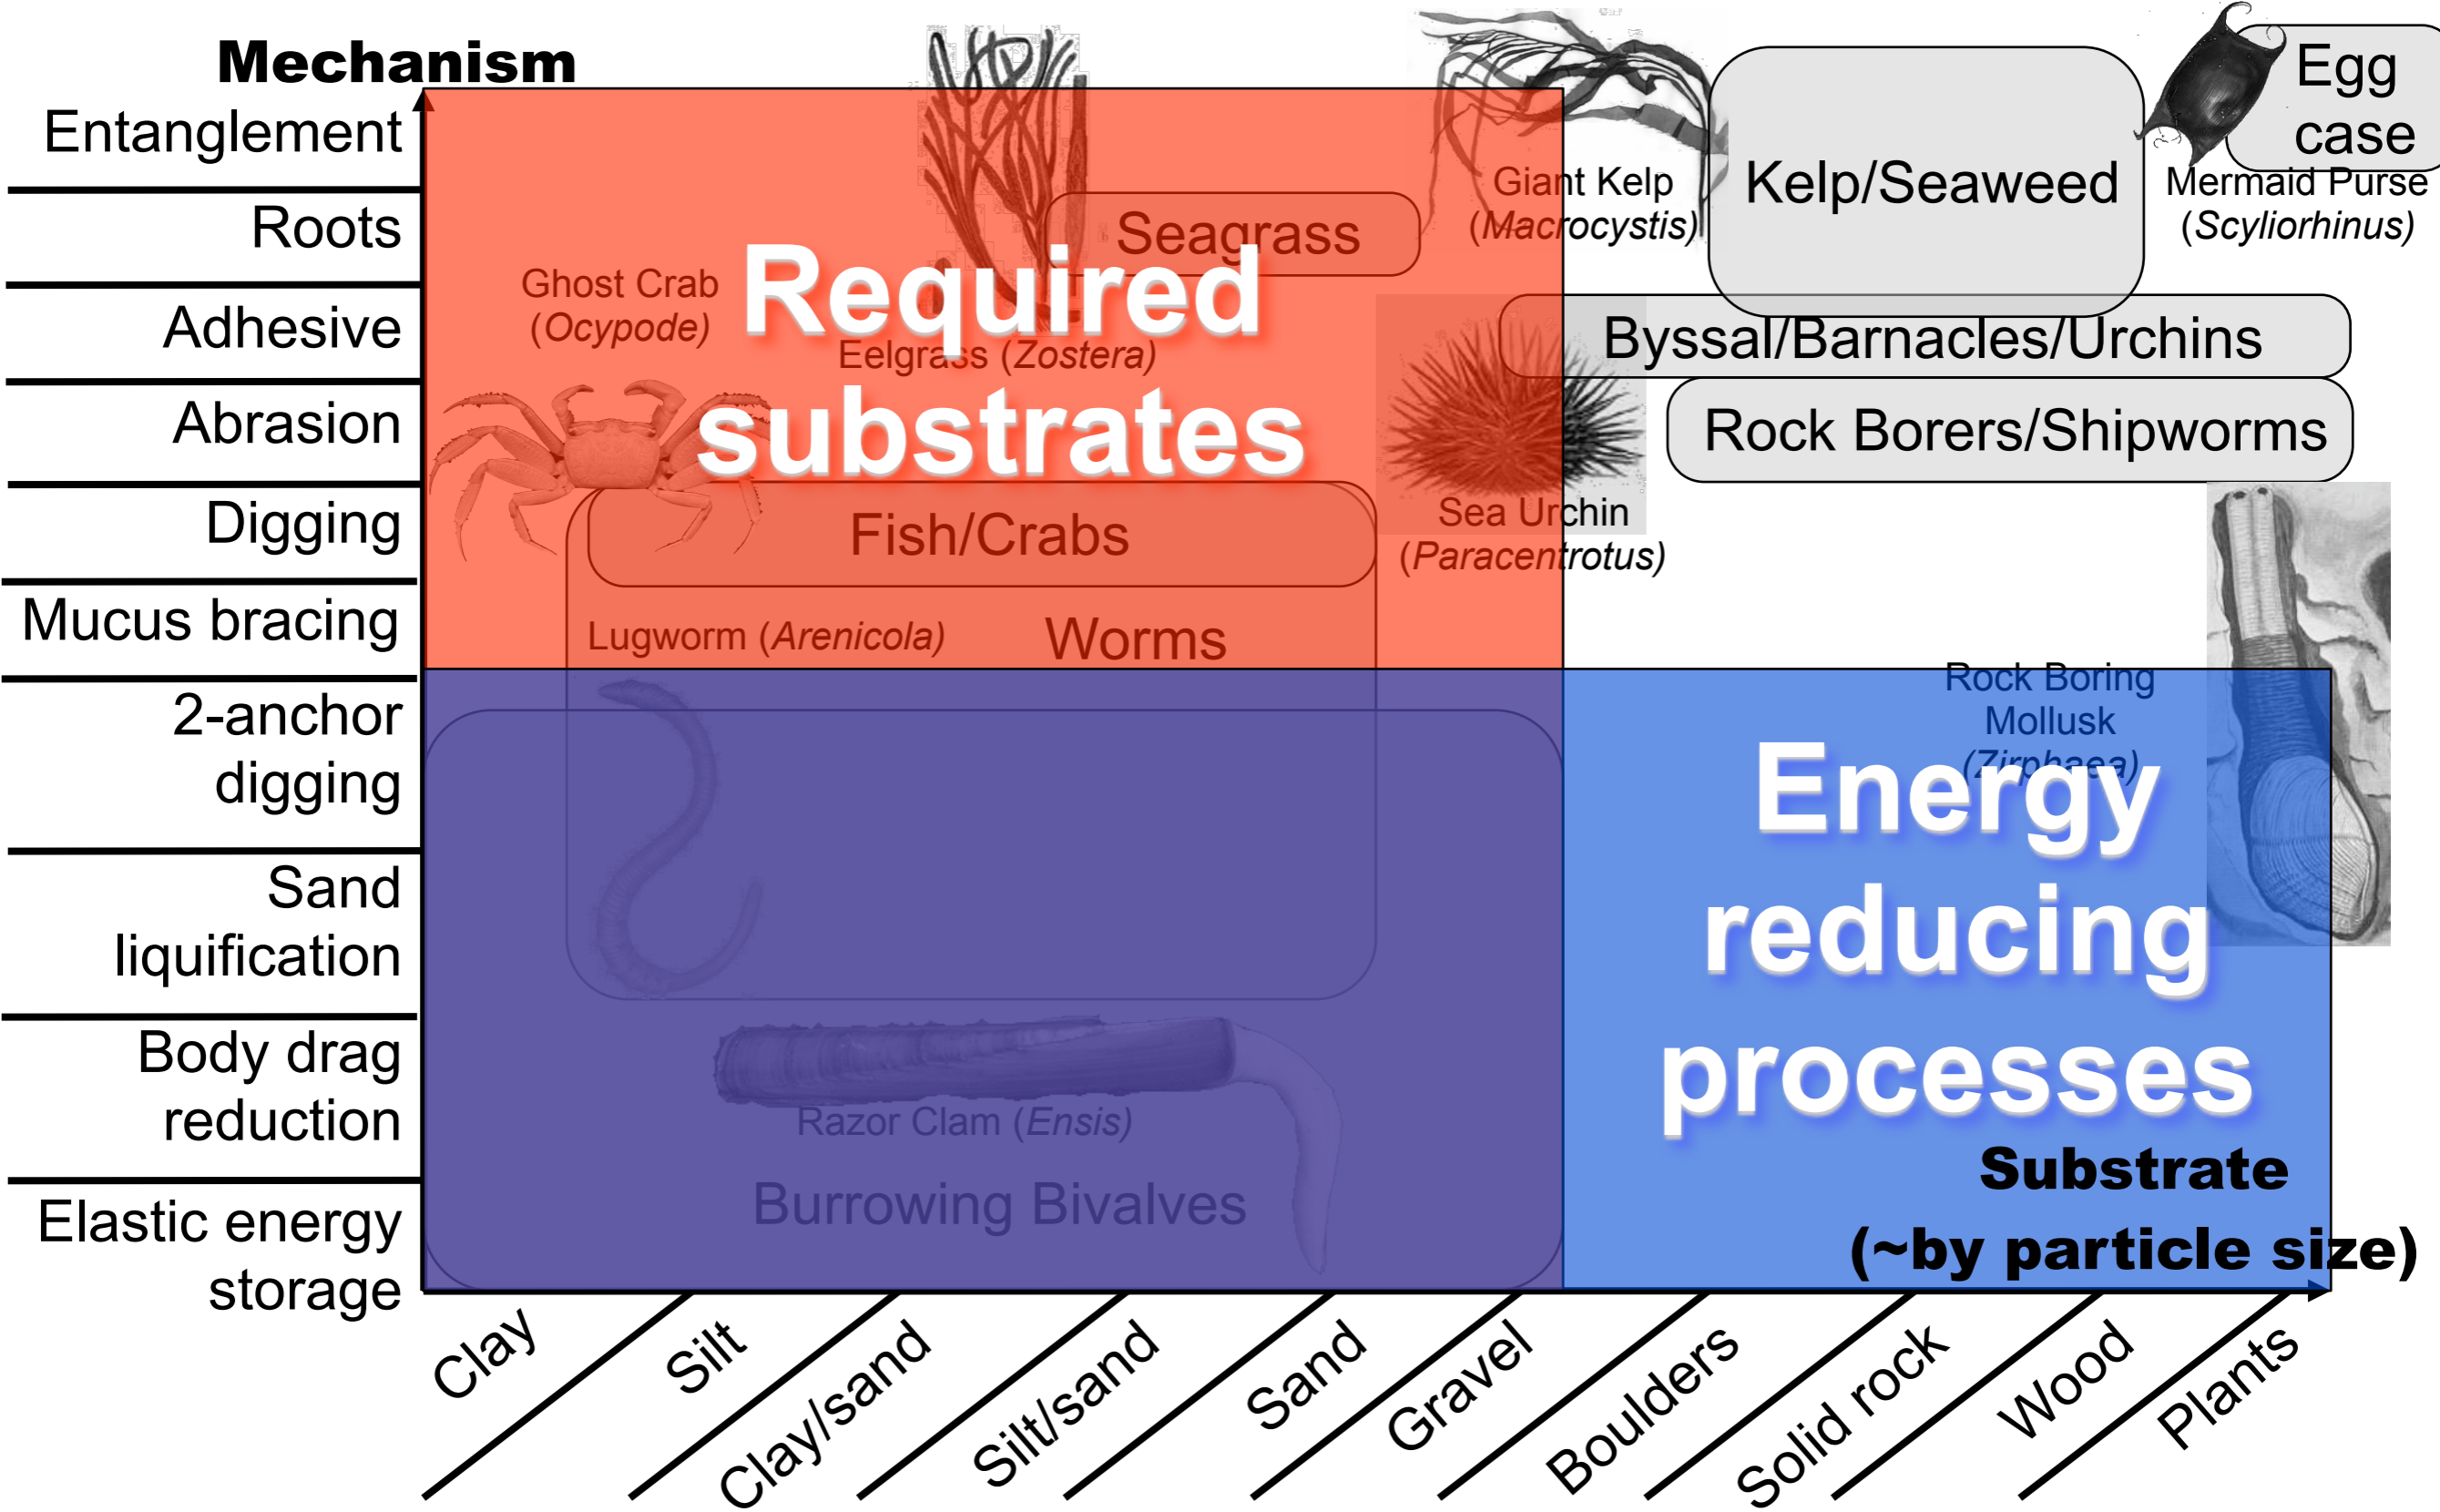 Mechanism
Entanglement
Roots
Adhesive
Abrasion
Digging
Mucus bracing
2-anchor
digging
Sand
liquification
Body drag
reduction
Elastic energy
storage
Egg
case
Mermaid Purse
(Scyliorhinus)
Kelp/Seaweed
Giant Kelp
(Macrocystis)
Seagrass
Ghost Crab
(Ocypode)
Eelgrass (Zostera)
Required
substrates
Byssal/Barnacles/Urchins
Rock Borers/Shipworms
Sea Urchin
(Paracentrotus)
Fish/Crabs
Lugworm (Arenicola)
Worms
Rock Boring
Mollusk
(Zirphaea)
Energy
reducing
processes
Razor Clam (Ensis)
Burrowing Bivalves
Substrate
(~by particle size)
Clay
Silt
Clay/sand
Silt/sand
Sand
Gravel
Boulders
Solid rock
Wood
Plants